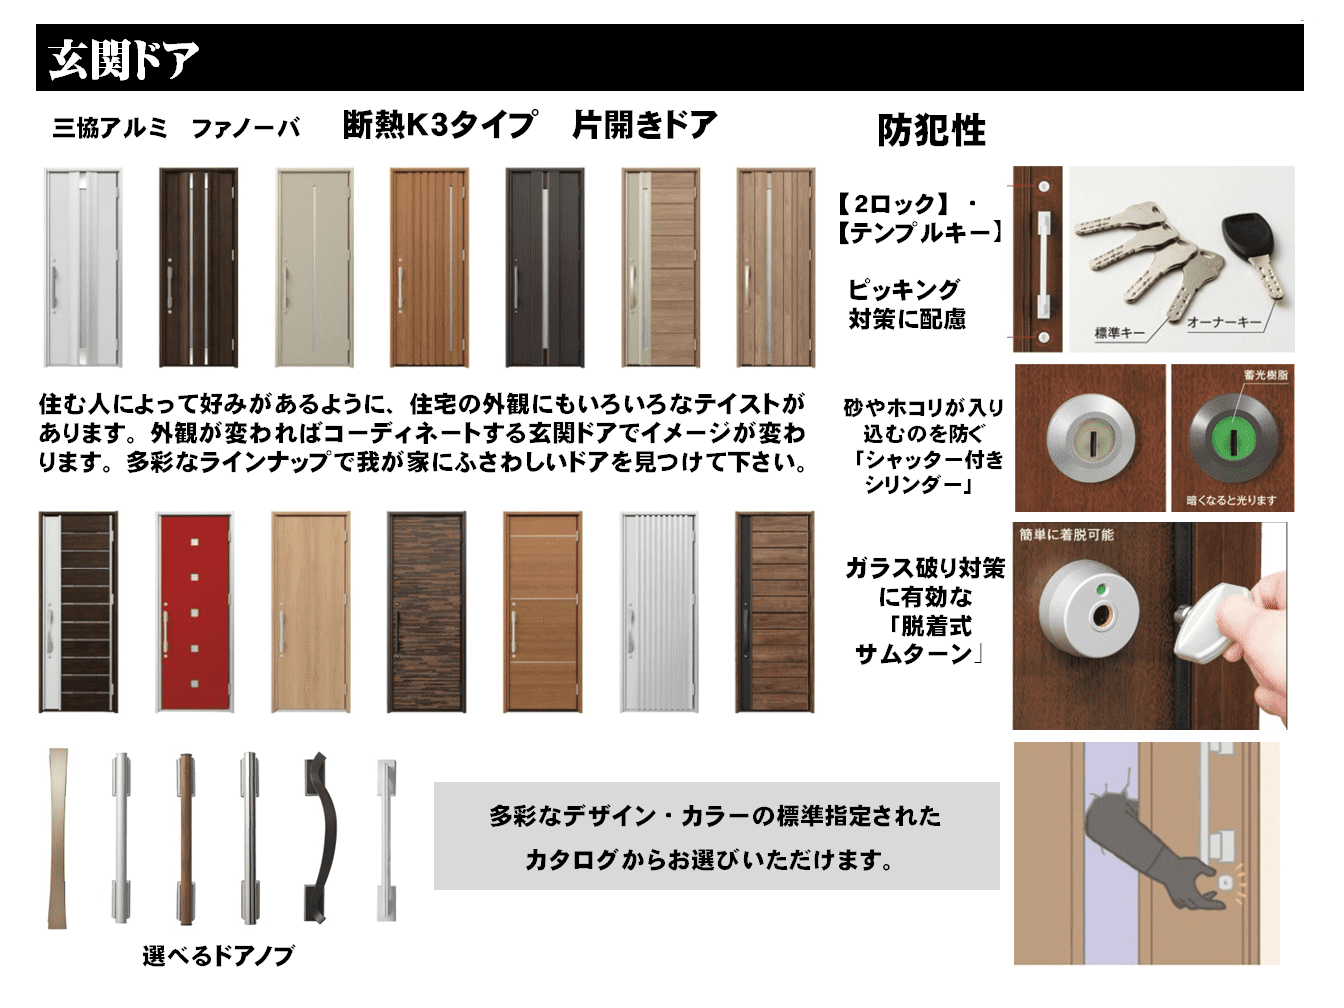 玄関ドア
三協アルミ　ファノーバ　断熱K3タイプ　片開きドア
防犯性
【2ロック】・
【テンプルキー】
ピッキング
対策に配慮
標準キー
オーナーキー
住む人によって好みがあるように、住宅の外観にもいろいろなテイストが
あります。外観が変わればコーディネートする玄関ドアでイメージが変わ
ります。多彩なラインナップで我が家にふさわしいドアを見つけて下さい。
砂やホコリが入り
込むのを防ぐ
「シャッター付き
シリンダー」
蓄光樹脂
暗くなると光ります
ガラス破り対策
に有効な
「脱着式
サムターン」
簡単に着脱可能
多彩なデザイン・カラーの標準指定された
カタログからお選びいただけます。
選べるドアノブ